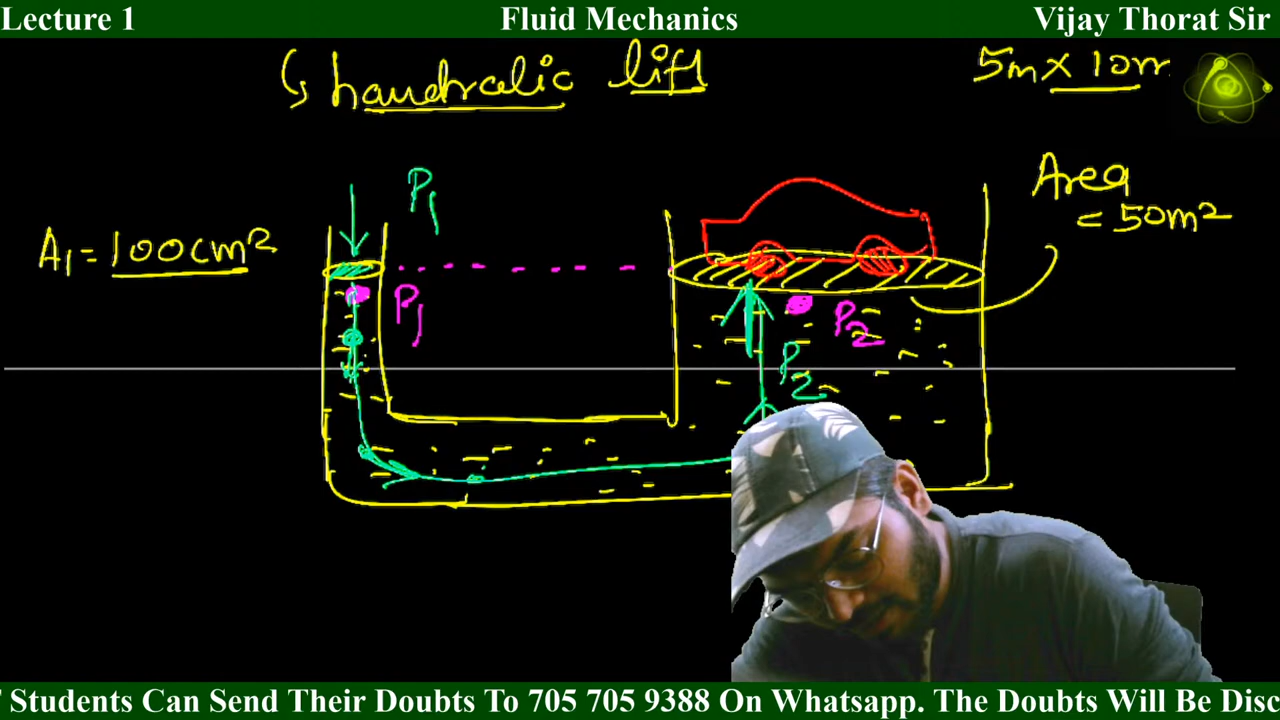 Lecture 1
Fluid Mechanics
Vijay Thorat Sir
↳ haudralic lift
5m x 10m
P₁
Area
= 50m²
A₁ = 100cm²
P₁
P₂
P₂
Students Can Send Their Doubts To 705 705 9388 On Whatsapp. The Doubts Will Be Disc